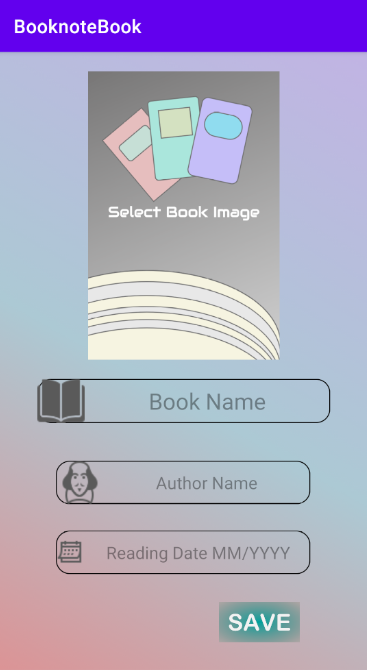 BooknoteBook
Select Book Image
Book Name
Author Name
Reading Date MM/YYYY
SAVE